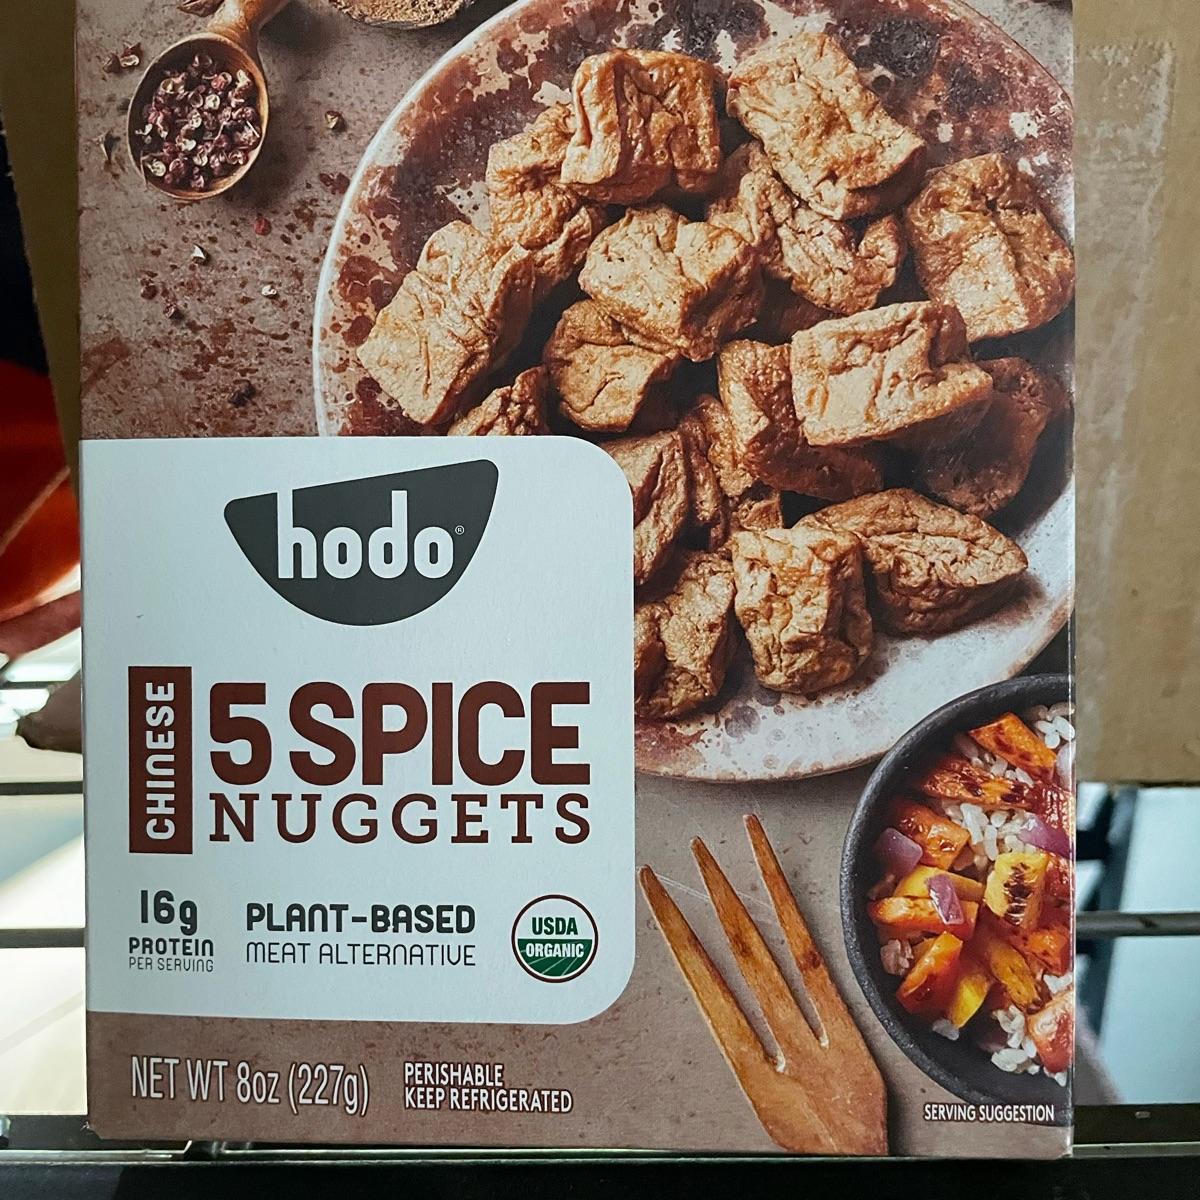 hodo®
CHINESE
5 SPICE
NUGGETS
16g
PROTEIN
PER SERVING
PLANT-BASED
MEAT ALTERNATIVE
USDA
ORGANIC
NET WT 8oz (227g)
PERISHABLE
KEEP REFRIGERATED
SERVING SUGGESTION